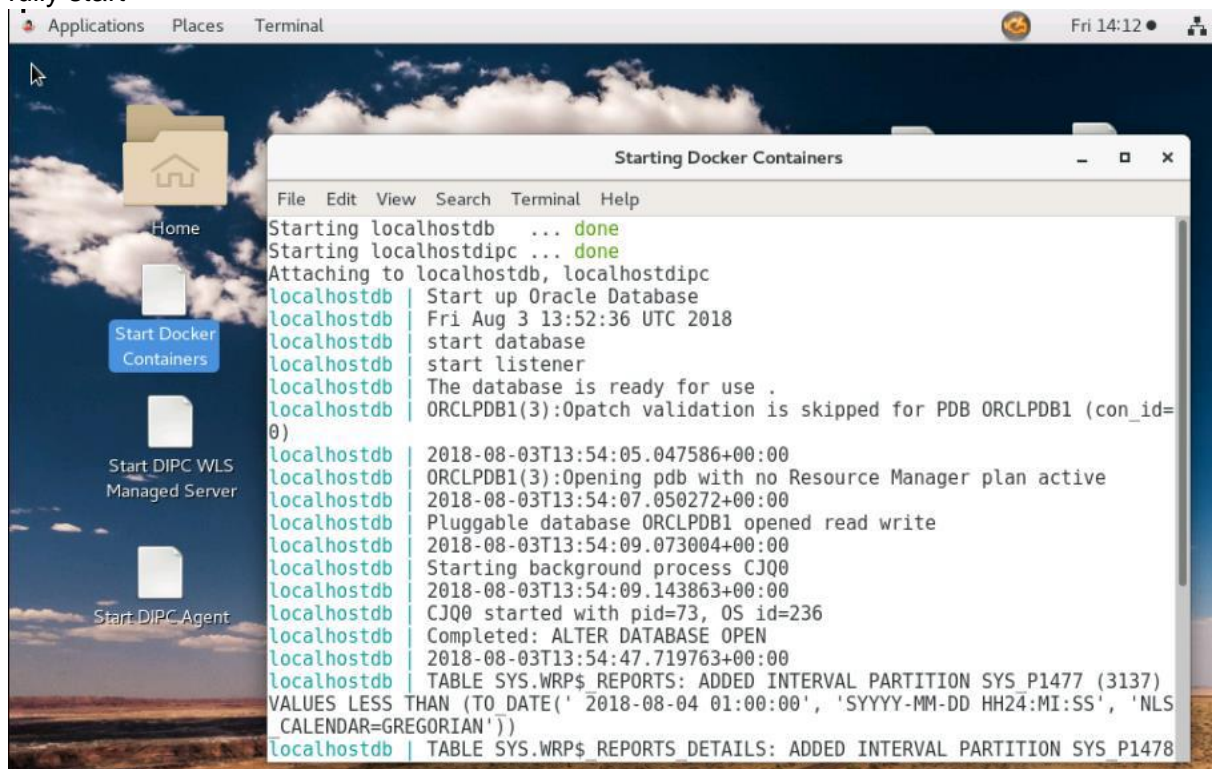 fully start
Applications Places Terminal Fri 14:12
Home
Start Docker
Containers
Start DIPC WLS
Managed Server
Start DIPC Agent
Starting Docker Containers
File Edit View Search Terminal Help
Starting localhostdb ... done
Starting localhostdipc ... done
Attaching to localhostdb, localhostdipc
localhostdb | Start up Oracle Database
localhostdb | Fri Aug 3 13:52:36 UTC 2018
localhostdb | start database
localhostdb | start listener
localhostdb | The database is ready for use .
localhostdb | ORCLPDB1(3):Opatch validation is skipped for PDB ORCLPDB1 (con_id=
0)
localhostdb | 2018-08-03T13:54:05.047586+00:00
localhostdb | ORCLPDB1(3):Opening pdb with no Resource Manager plan active
localhostdb | 2018-08-03T13:54:07.050272+00:00
localhostdb | Pluggable database ORCLPDB1 opened read write
localhostdb | 2018-08-03T13:54:09.073004+00:00
localhostdb | Starting background process CJQ0
localhostdb | 2018-08-03T13:54:09.143863+00:00
localhostdb | CJQ0 started with pid=73, OS id=236
localhostdb | Completed: ALTER DATABASE OPEN
localhostdb | 2018-08-03T13:54:47.719763+00:00
localhostdb | TABLE SYS.WRP$_REPORTS: ADDED INTERVAL PARTITION SYS_P1477 (3137)
VALUES LESS THAN (TO_DATE(' 2018-08-04 01:00:00', 'SYYYY-MM-DD HH24:MI:SS', 'NLS
_CALENDAR=GREGORIAN'))
localhostdb | TABLE SYS.WRP$_REPORTS_DETAILS: ADDED INTERVAL PARTITION SYS_P1478